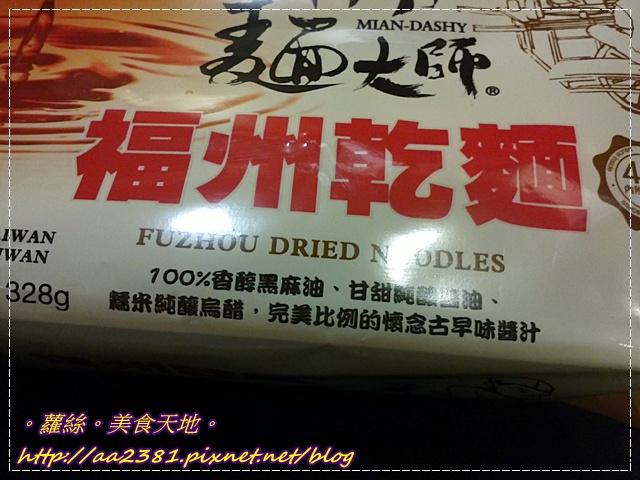 MIAN-DASHY
麵大師®
福州乾麵
FUZHOU DRIED NOODLES
AIWAN
IWAN
328g
100%香醇黑麻油、甘甜純釀醬油、
糯米純釀烏醋,完美比例的懷念古早味醬汁
。蘿絲。美食天地。
http://aa2381.pixnet.net/blog